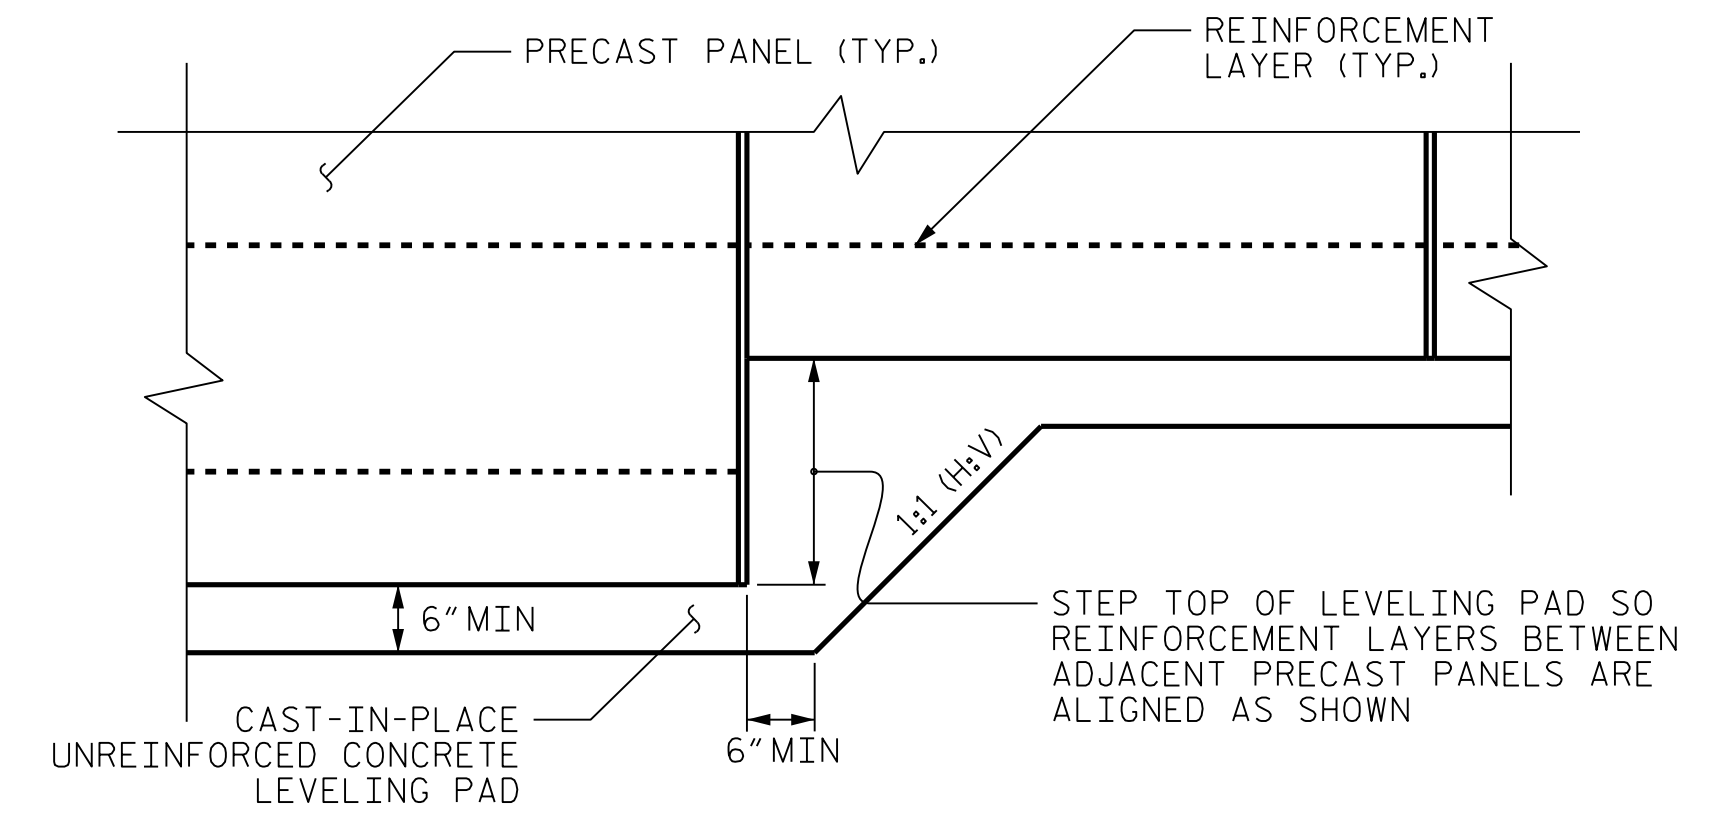 PRECAST PANEL (TYP.)
REINFORCEMENT
LAYER (TYP.)
1:1 (H:V)
6" MIN
STEP TOP OF LEVELING PAD SO
REINFORCEMENT LAYERS BETWEEN
ADJACENT PRECAST PANELS ARE
ALIGNED AS SHOWN
CAST-IN-PLACE
UNREINFORCED CONCRETE
LEVELING PAD
6" MIN